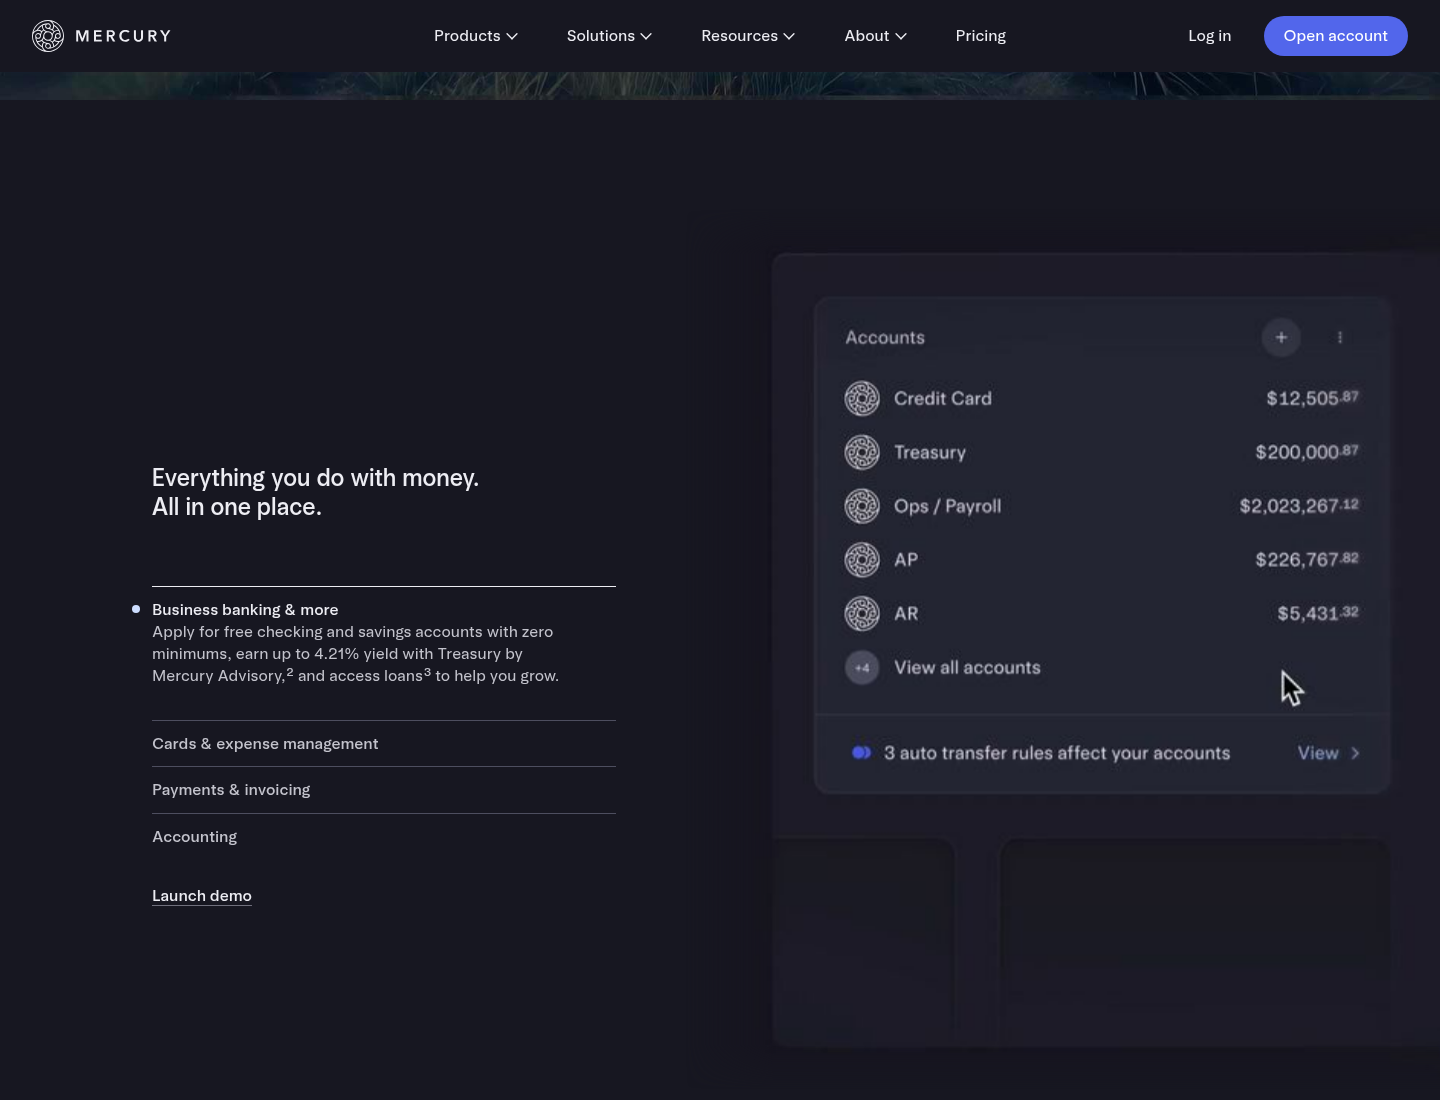 MERCURY
Products
Solutions
Resources
About
Pricing
Log in
Open account
Everything you do with money.
All in one place.
Business banking & more
Apply for free checking and savings accounts with zero
minimums, earn up to 4.21% yield with Treasury by
Mercury Advisory,² and access loans³ to help you grow.
Cards & expense management
Payments & invoicing
Accounting
Launch demo
Accounts
Credit Card $12,505.87
Treasury $200,000.87
Ops / Payroll $2,023,267.12
AP $226,767.82
AR $5,431.32
+4 View all accounts
3 auto transfer rules affect your accounts View